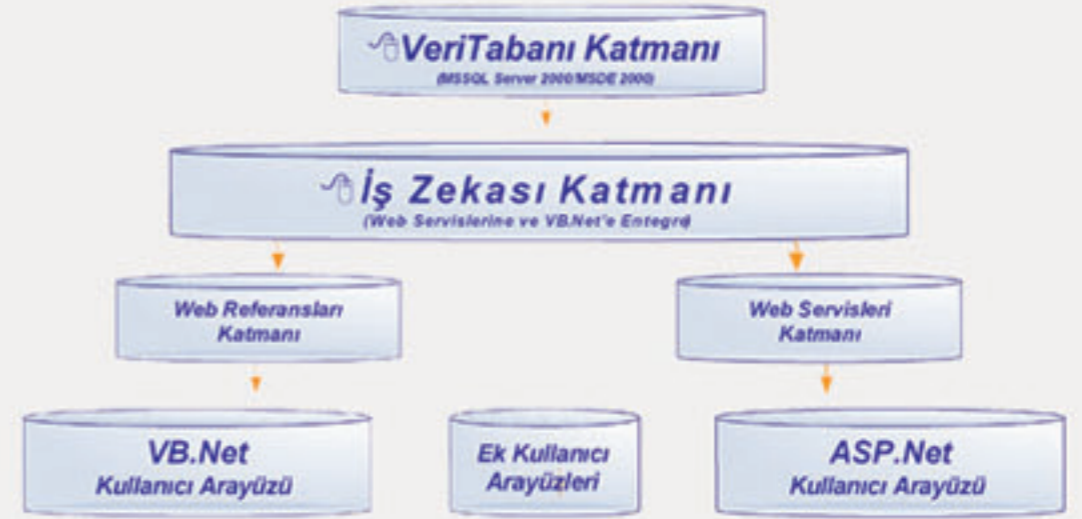 VeriTabanı Katmanı
(MSSQL Server 2000/MSDE 2000)
İş Zekası Katmanı
(Web Servislerine ve VB.Net'e Entegre)
Web Referansları
Katmanı
Web Servisleri
Katmanı
VB.Net
Kullanıcı Arayüzü
Ek Kullanıcı
Arayüzleri
ASP.Net
Kullanıcı Arayüzü